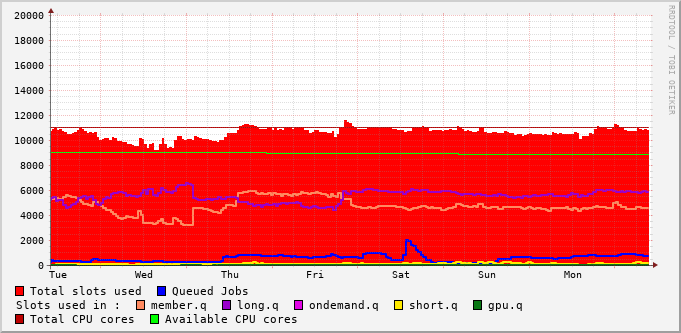 20000
18000
16000
14000
12000
10000
8000
6000
4000
2000
0
Tue Wed Thu Fri Sat Sun Mon
RRDTOOL / TOBI OETIKER
Total slots used Queued Jobs
Slots used in : member.q long.q ondemand.q short.q gpu.q
Total CPU cores Available CPU cores